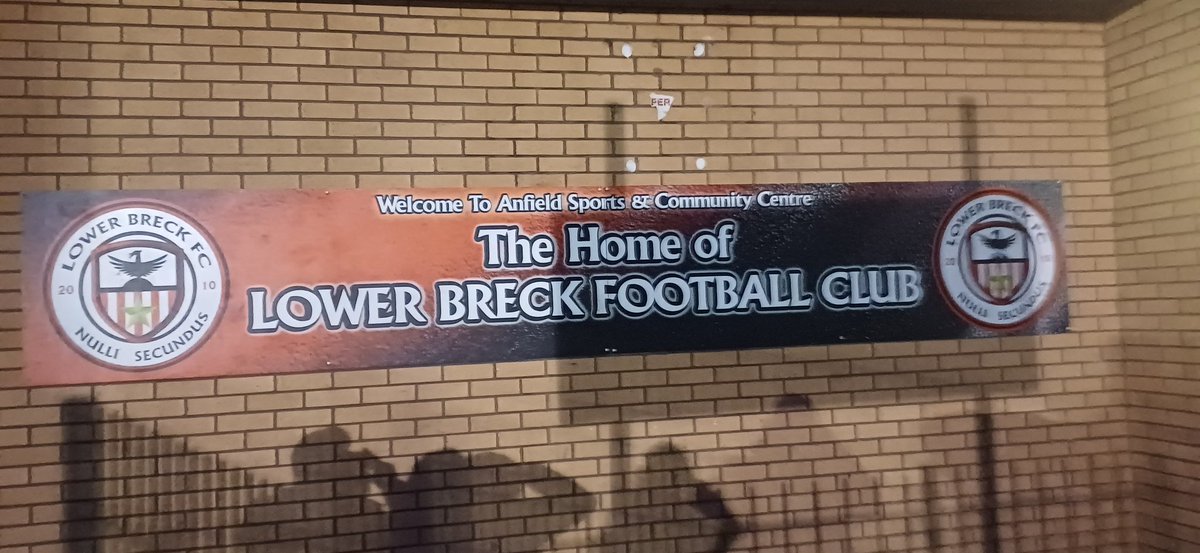 PEP
Welcome To Anfield Sports & Community Centre
The Home of
LOWER BRECK FOOTBALL CLUB
LOWER BRECK FC
20 10
NULLI SECUNDUS
LOWER BRECK FC
20 10
NULLI SECUNDUS